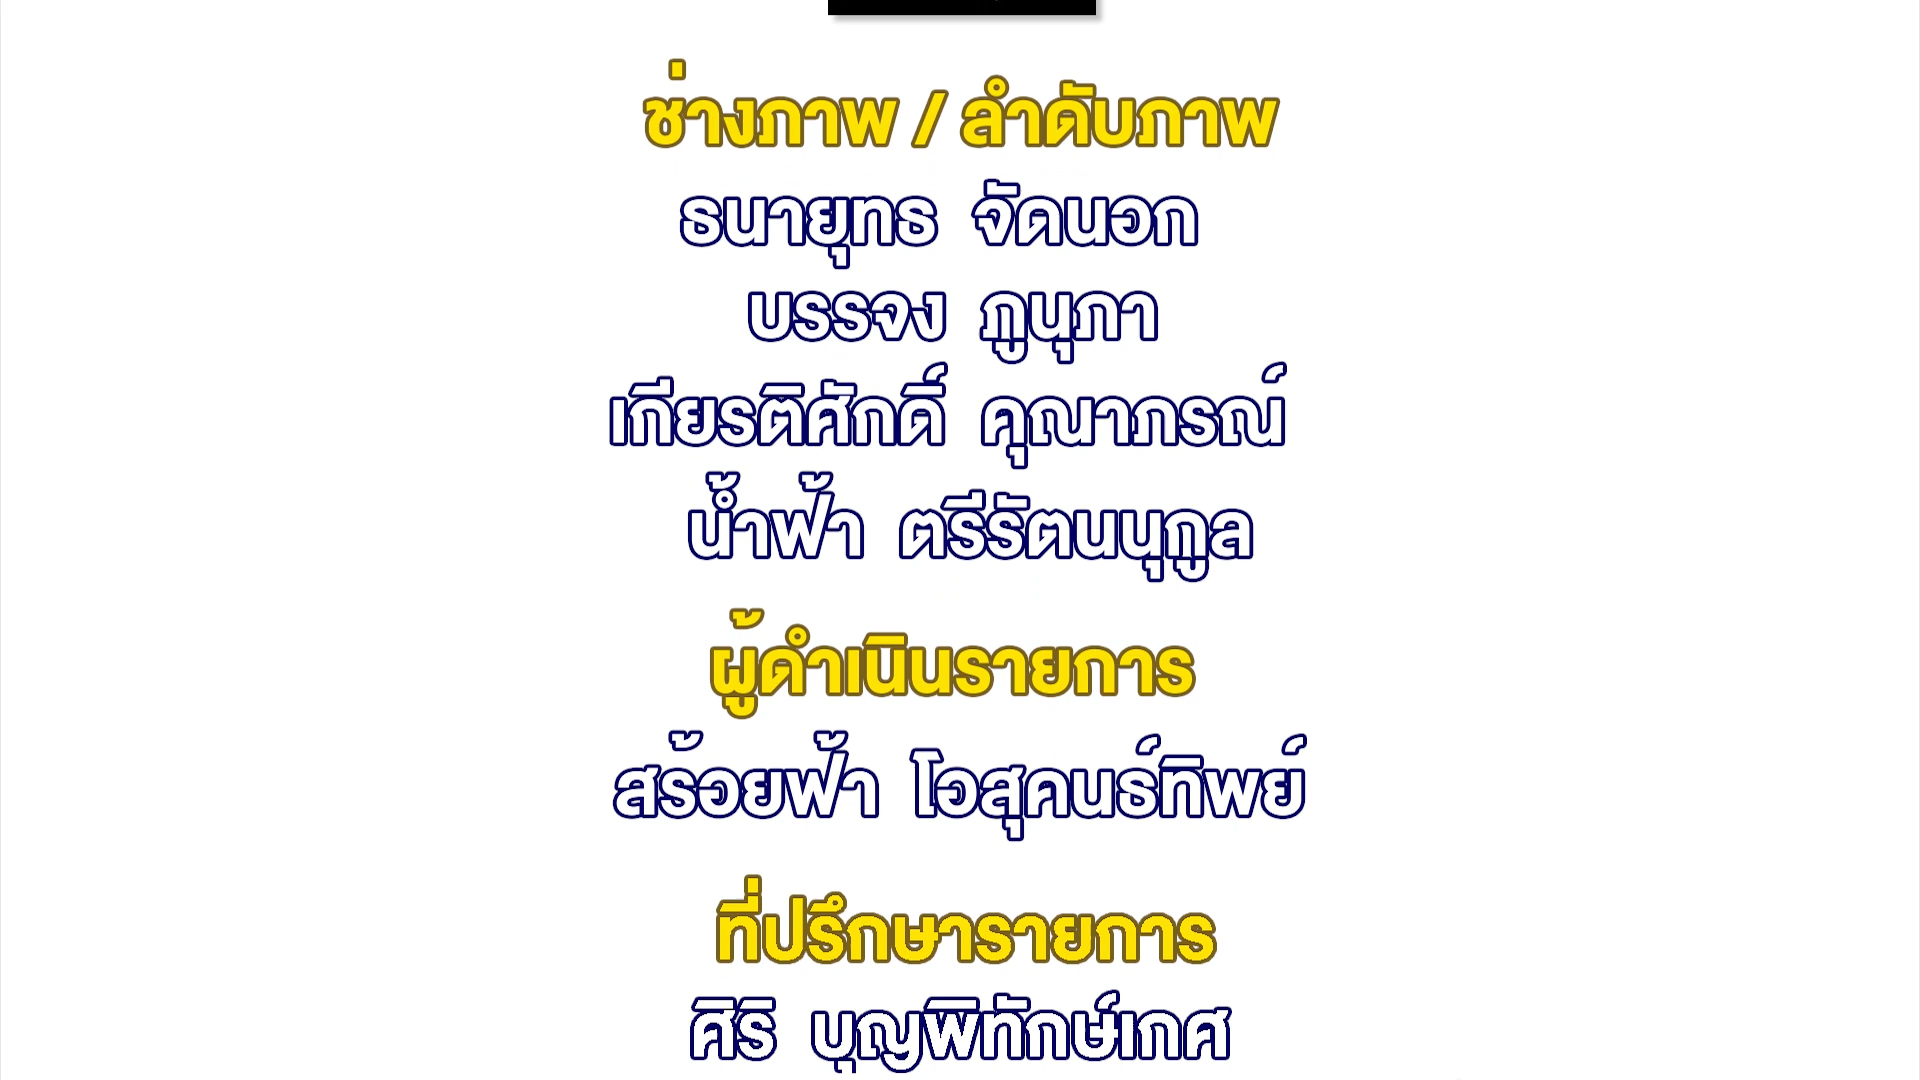 ช่างภาพ / ลำดับภาพ
ธนายุทธ จัดนอก
บรรจง ภูนุภา
เกียรติศักดิ์ คุณาภรณ์
น้ำฟ้า ตรีรัตนนุกูล
ผู้ดำเนินรายการ
สร้อยฟ้า โอสุคนธ์ทิพย์
ที่ปรึกษารายการ
ศิริ บุญพิทักษ์เกศ